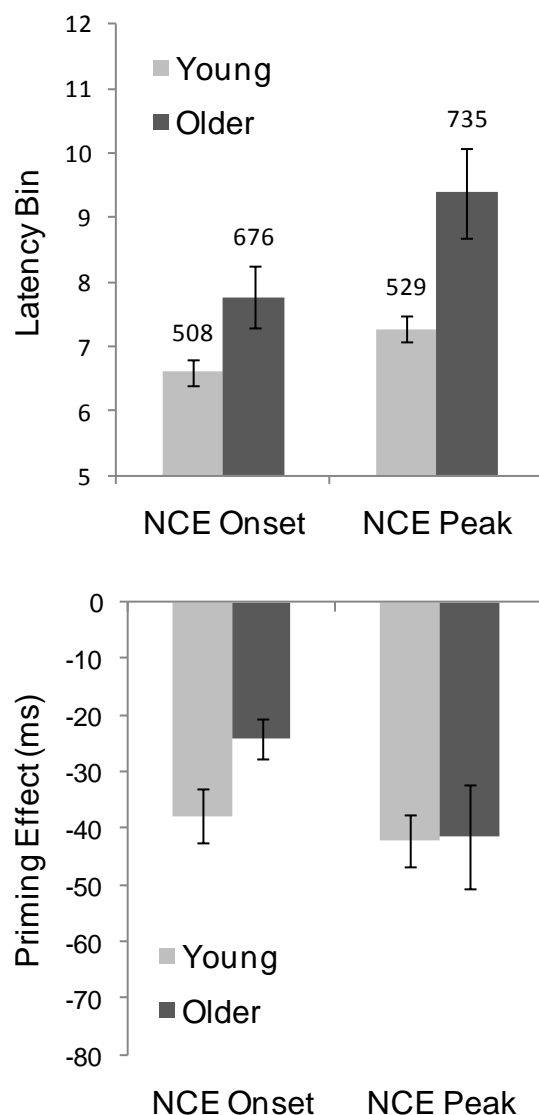 12
11
10
9
8
7
6
5
Latency Bin
Young
Older
508
676
529
735
NCE Onset NCE Peak
0
-10
-20
-30
-40
-50
-60
-70
-80
Priming Effect (ms)
Young
Older
NCE Onset NCE Peak